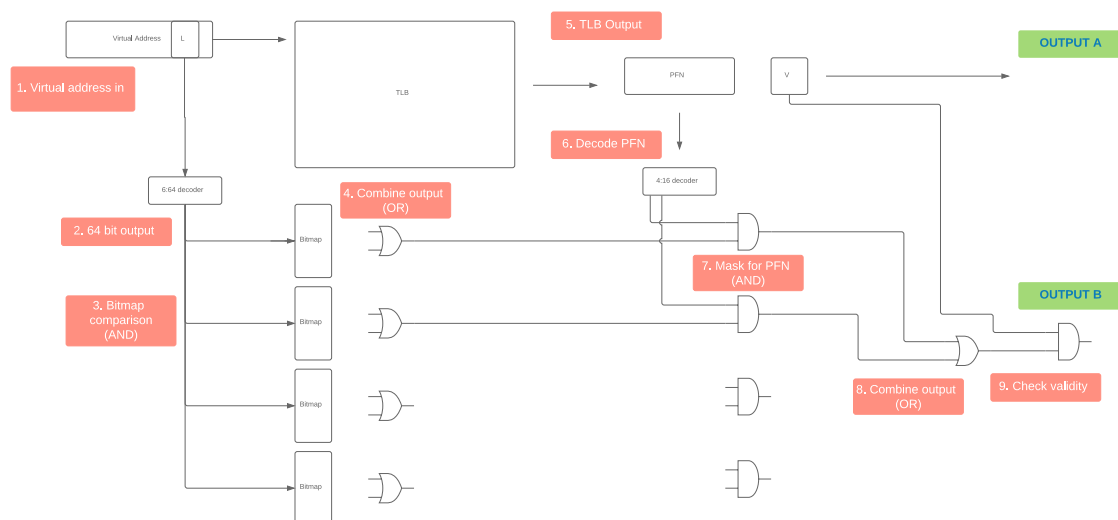 Virtual Address
L
1. Virtual address in
TLB
5. TLB Output
PFN
V
OUTPUT A
6. Decode PFN
6:64 decoder
4:16 decoder
2. 64 bit output
4. Combine output
(OR)
Bitmap
7. Mask for PFN
(AND)
3. Bitmap
comparison
(AND)
Bitmap
OUTPUT B
Bitmap
8. Combine output
(OR)
9. Check validity
Bitmap